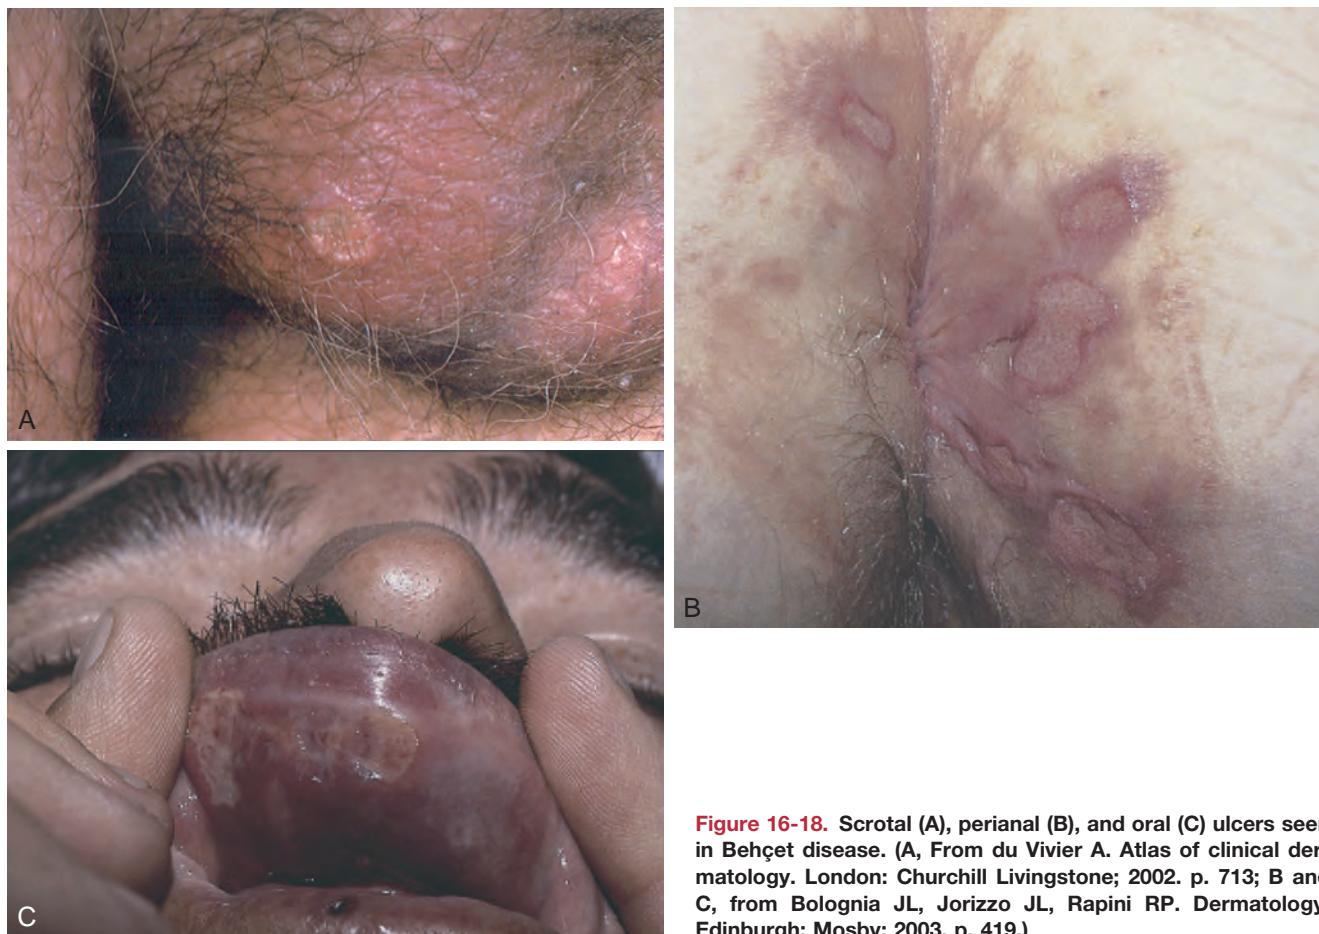 A
B
C
Figure 16-18. Scrotal (A), perianal (B), and oral (C) ulcers
in Behçet disease. (A, From du Vivier A. Atlas of clinical der
matology. London: Churchill Livingstone; 2002. p. 713; B
C, from Bolognia JL, Jorizzo JL, Rapini RP. Dermatology
Edinburgh: Mosby; 2003. p. 419.)